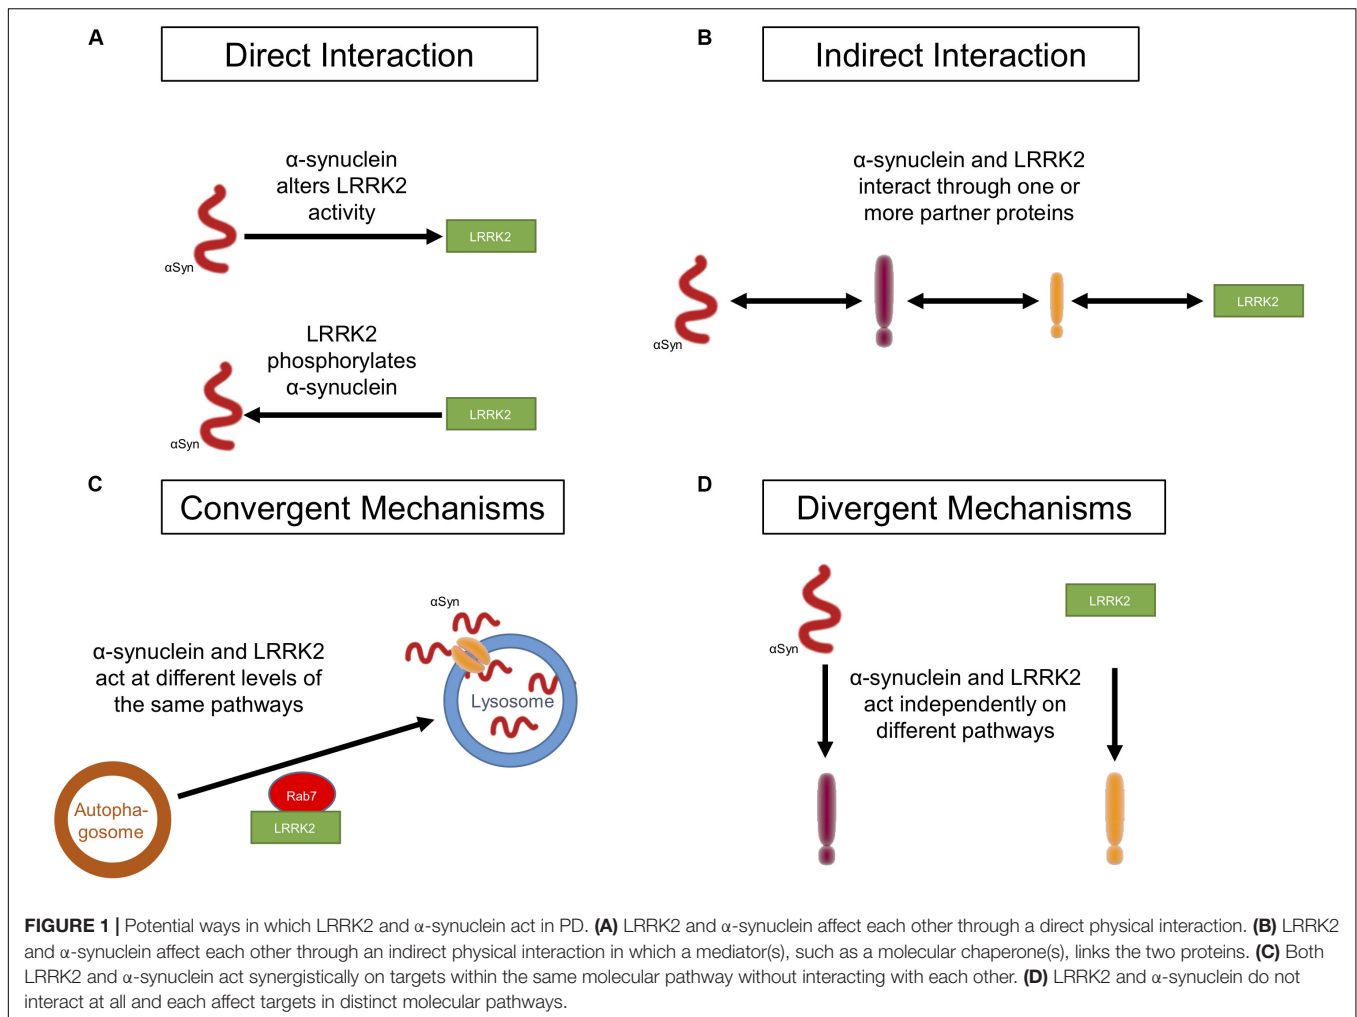 A
Direct Interaction
α-synuclein
alters LRRK2
activity
αSyn
LRRK2
LRRK2
phosphorylates
α-synuclein
αSyn
LRRK2
B
Indirect Interaction
α-synuclein and LRRK2
interact through one or
more partner proteins
αSyn
LRRK2
C
Convergent Mechanisms
αSyn
α-synuclein and LRRK2
act at different levels of
the same pathways
Lysosome
Autopha-
gosome
Rab7
LRRK2
D
Divergent Mechanisms
αSyn
LRRK2
α-synuclein and LRRK2
act independently on
different pathways
FIGURE 1 | Potential ways in which LRRK2 and α-synuclein act in PD. (A) LRRK2 and α-synuclein affect each other through a direct physical interaction. (B) LRRK2
and α-synuclein affect each other through an indirect physical interaction in which a mediator(s), such as a molecular chaperone(s), links the two proteins. (C) Both
LRRK2 and α-synuclein act synergistically on targets within the same molecular pathway without interacting with each other. (D) LRRK2 and α-synuclein do not
interact at all and each affect targets in distinct molecular pathways.